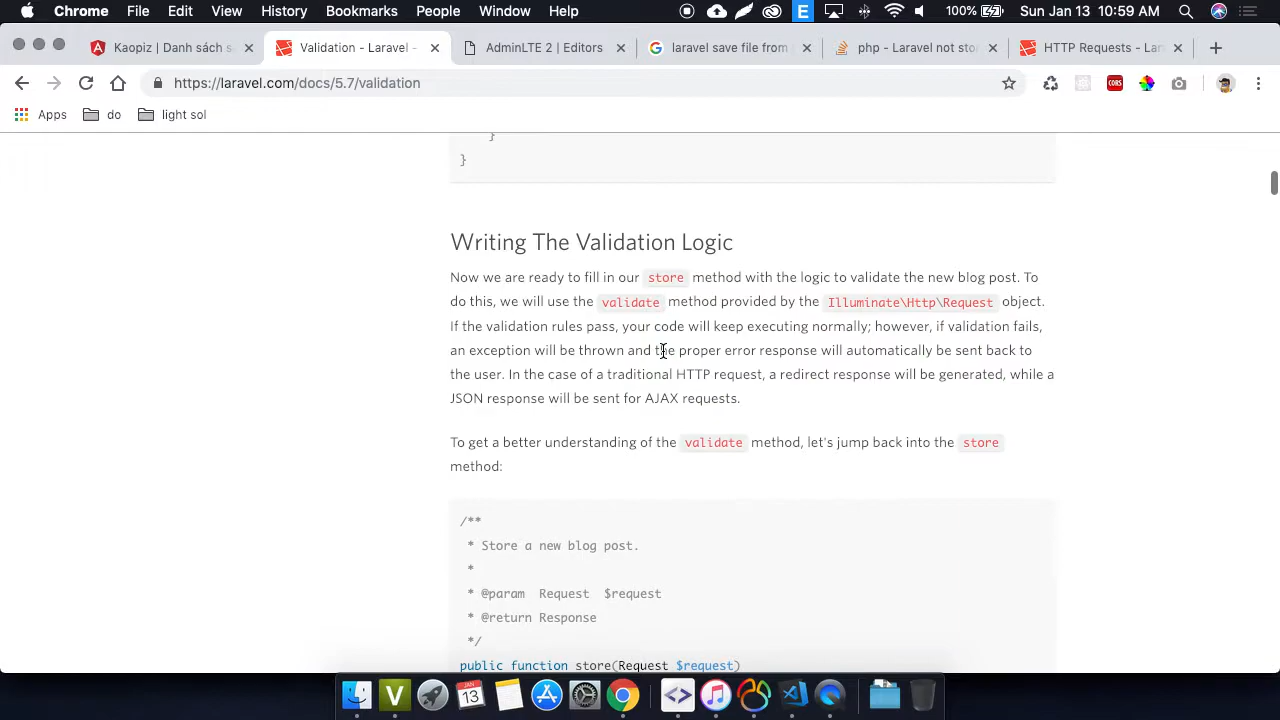 Chrome File Edit View History Bookmarks People Window Help E 100% Sun Jan 13 10:59 AM
Kaopiz | Danh sách s Validation - Laravel - AdminLTE 2 | Editors laravel save file from php - Laravel not sto HTTP Requests - Lar
https://laravel.com/docs/5.7/validation CORS
Apps do light sol
}
}
Writing The Validation Logic
Now we are ready to fill in our store method with the logic to validate the new blog post. To
do this, we will use the validate method provided by the Illuminate\Http\Request object.
If the validation rules pass, your code will keep executing normally; however, if validation fails,
an exception will be thrown and the proper error response will automatically be sent back to
the user. In the case of a traditional HTTP request, a redirect response will be generated, while a
JSON response will be sent for AJAX requests.
To get a better understanding of the validate method, let's jump back into the store
method:
/**
* Store a new blog post.
*
* @param Request $request
* @return Response
*/
public function store(Request $request)
V JAN 13